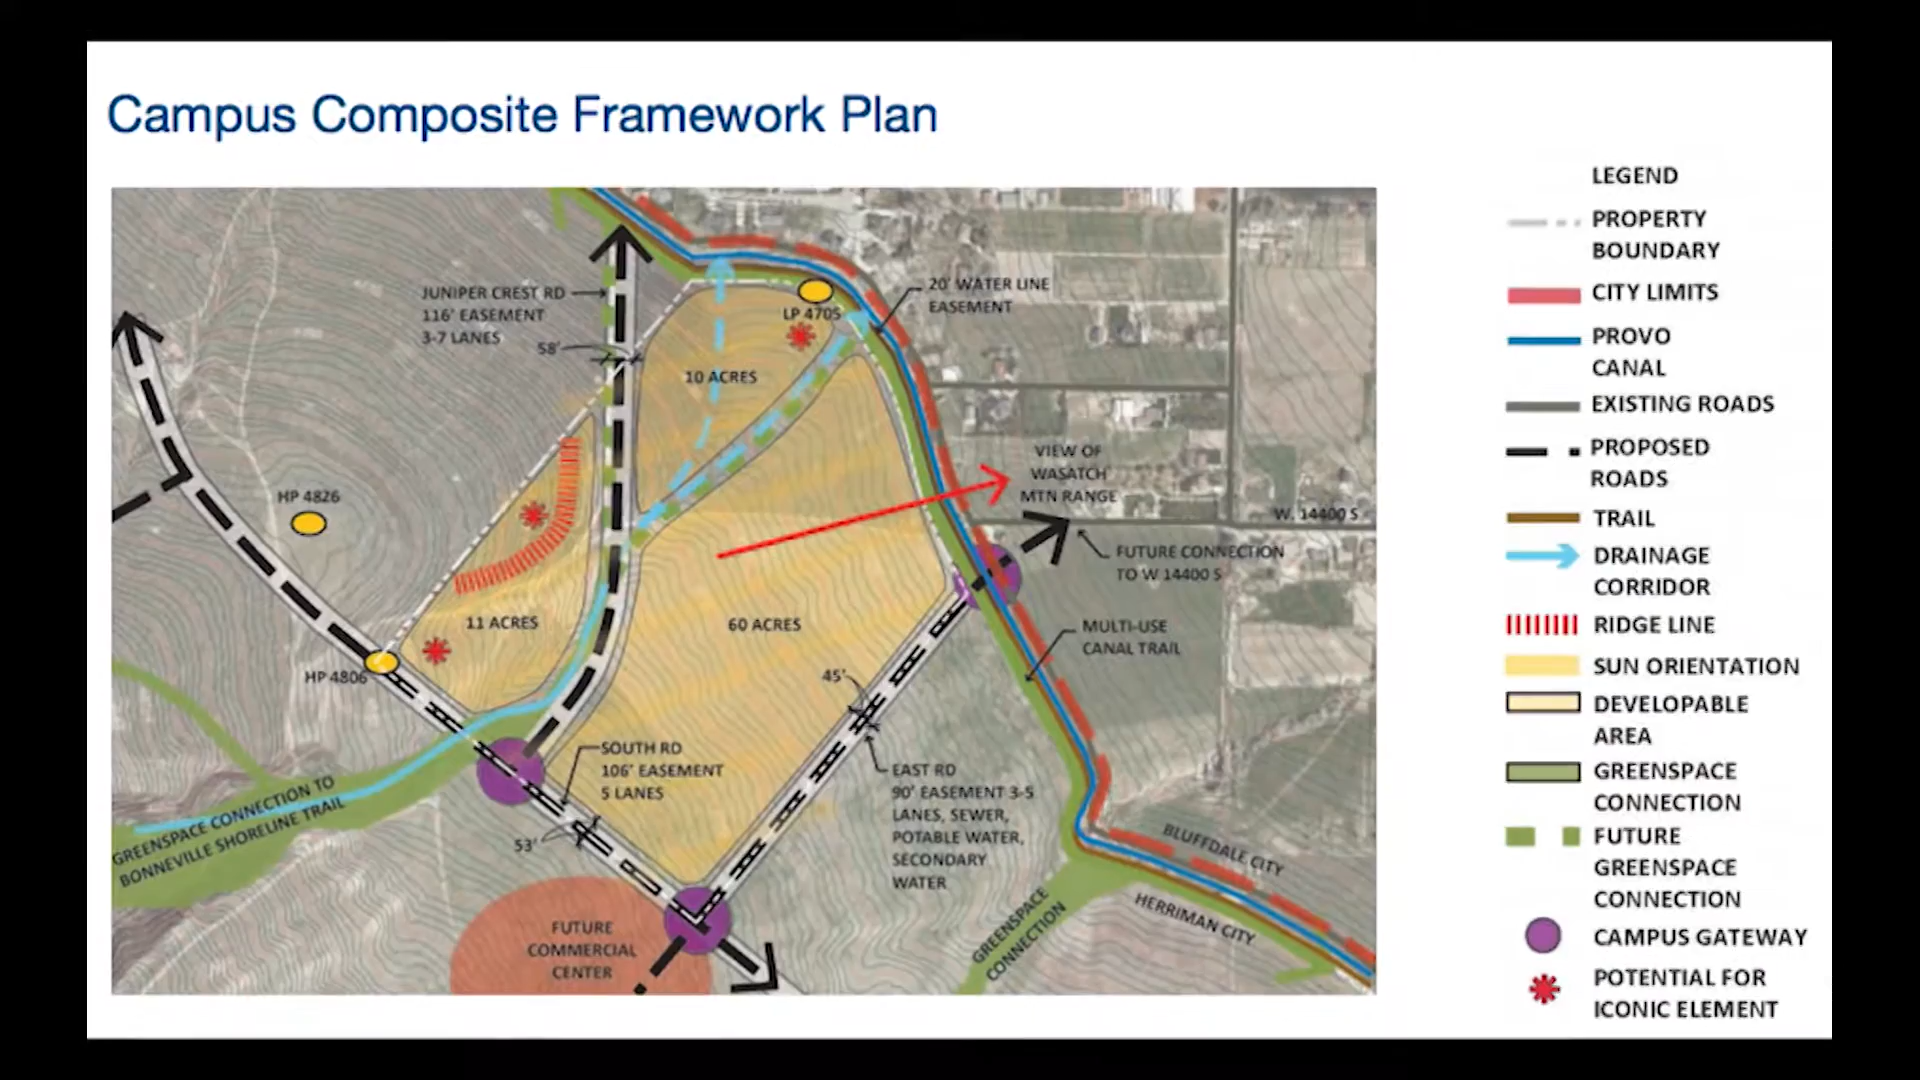 Campus Composite Framework Plan
JUNIPER CREST RD
116' EASEMENT
3-7 LANES
58'
20' WATER LINE
EASEMENT
LP 4705
10 ACRES
VIEW OF
WASATCH
MTN RANGE
HP 4826
W. 14400 S
FUTURE CONNECTION
TO W 14400 S
11 ACRES
60 ACRES
MULTI-USE
CANAL TRAIL
HP 4806
45'
SOUTH RD
106' EASEMENT
5 LANES
EAST RD
90' EASEMENT 3-5
LANES, SEWER,
POTABLE WATER,
SECONDARY
WATER
53'
GREENSPACE CONNECTION TO
BONNEVILLE SHORELINE TRAIL
BLUFFDALE CITY
HERRIMAN CITY
GREENSPACE
CONNECTION
FUTURE
COMMERCIAL
CENTER
LEGEND
PROPERTY
BOUNDARY
CITY LIMITS
PROVO
CANAL
EXISTING ROADS
PROPOSED
ROADS
TRAIL
DRAINAGE
CORRIDOR
RIDGE LINE
SUN ORIENTATION
DEVELOPABLE
AREA
GREENSPACE
CONNECTION
FUTURE
GREENSPACE
CONNECTION
CAMPUS GATEWAY
POTENTIAL FOR
ICONIC ELEMENT